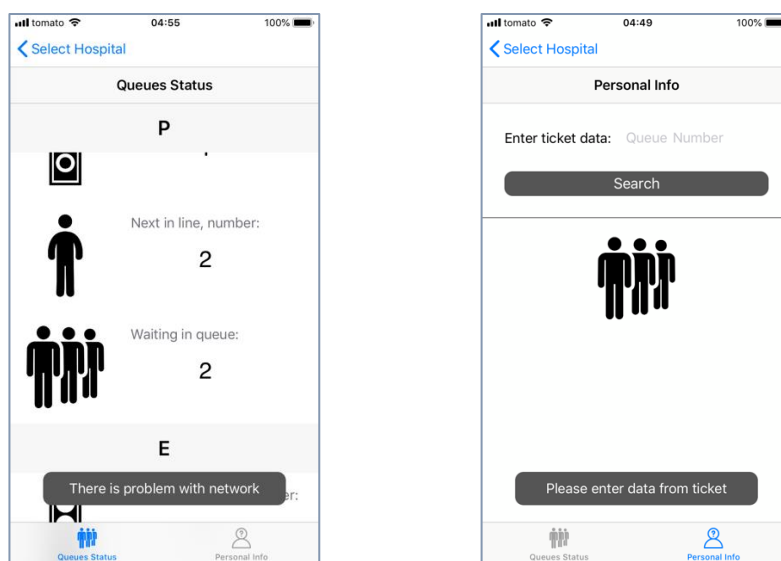 tomato 04:55 100%
Select Hospital
Queues Status
P
Next in line, number:
2
Waiting in queue:
2
E
There is problem with network
er:
Queues Status Personal Info
tomato 04:49 100%
Select Hospital
Personal Info
Enter ticket data: Queue Number
Search
Please enter data from ticket
Queues Status Personal Info